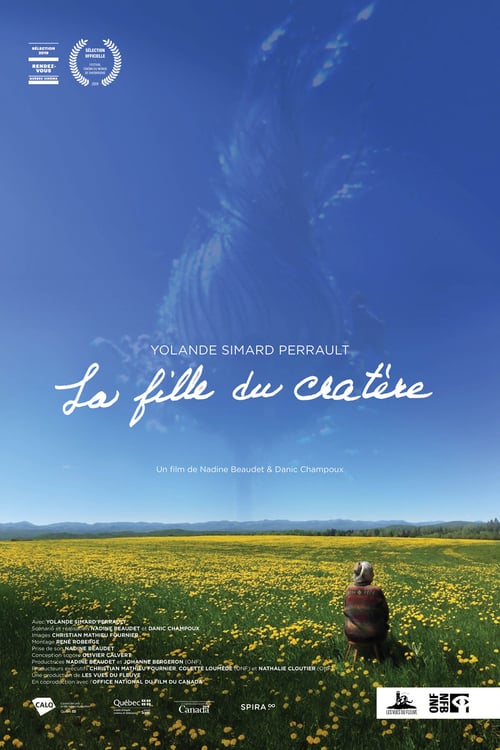 SÉLECTION
2019
RENDEZ-
VOUS
QUÉBEC CINÉMA
SÉLECTION
OFFICIELLE
2019
YOLANDE SIMARD PERRAULT
La fille du cratère
Un film de Nadine Beaudet & Danic Champoux
Avec YOLANDE SIMARD PERRAULT
Scénario et réalisation NADINE BEAUDET et DANIC CHAMPOUX
Images CHRISTIAN MATHIEU FOURNIER
Montage RENÉ ROBERGE
Prise de son NADINE BEAUDET
Conception sonore OLIVIER CALVERT
Productrices NADINE BEAUDET et JOHANNE BERGERON (ONF)
Producteurs exécutifs CHRISTIAN MATHIEU FOURNIER, COLETTE LOUMÈDE (ONF) et NATHALIE CLOUTIER (ONF)
Une production de LES VUES DU FLEUVE
En coproduction avec l'OFFICE NATIONAL DU FILM DU CANADA
CALQ
Québec
Canada
SPIRA
LES VUES DU FLEUVE
ONF
NFB